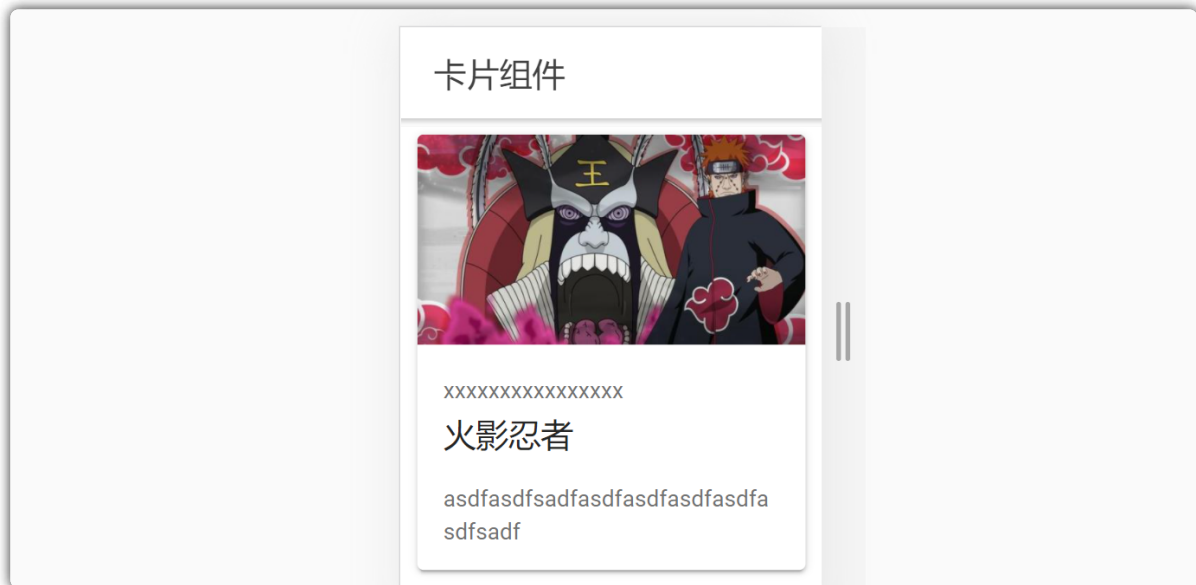 卡片组件
王
xxxxxxxxxxxxxxxx
火影忍者
asdfasdfsadfasdfasdfasdfasdfa
sdfsadf